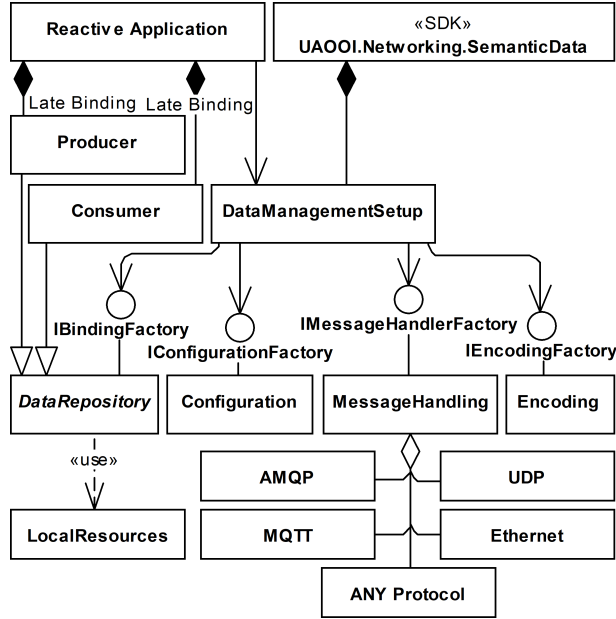 Reactive Application
«SDK»
UAOOI.Networking.SemanticData
Late Binding
Late Binding
Producer
Consumer
DataManagementSetup
IBindingFactory
IConfigurationFactory
IMessageHandlerFactory
IEncodingFactory
DataRepository
Configuration
MessageHandling
Encoding
«use»
AMQP
UDP
LocalResources
MQTT
Ethernet
ANY Protocol